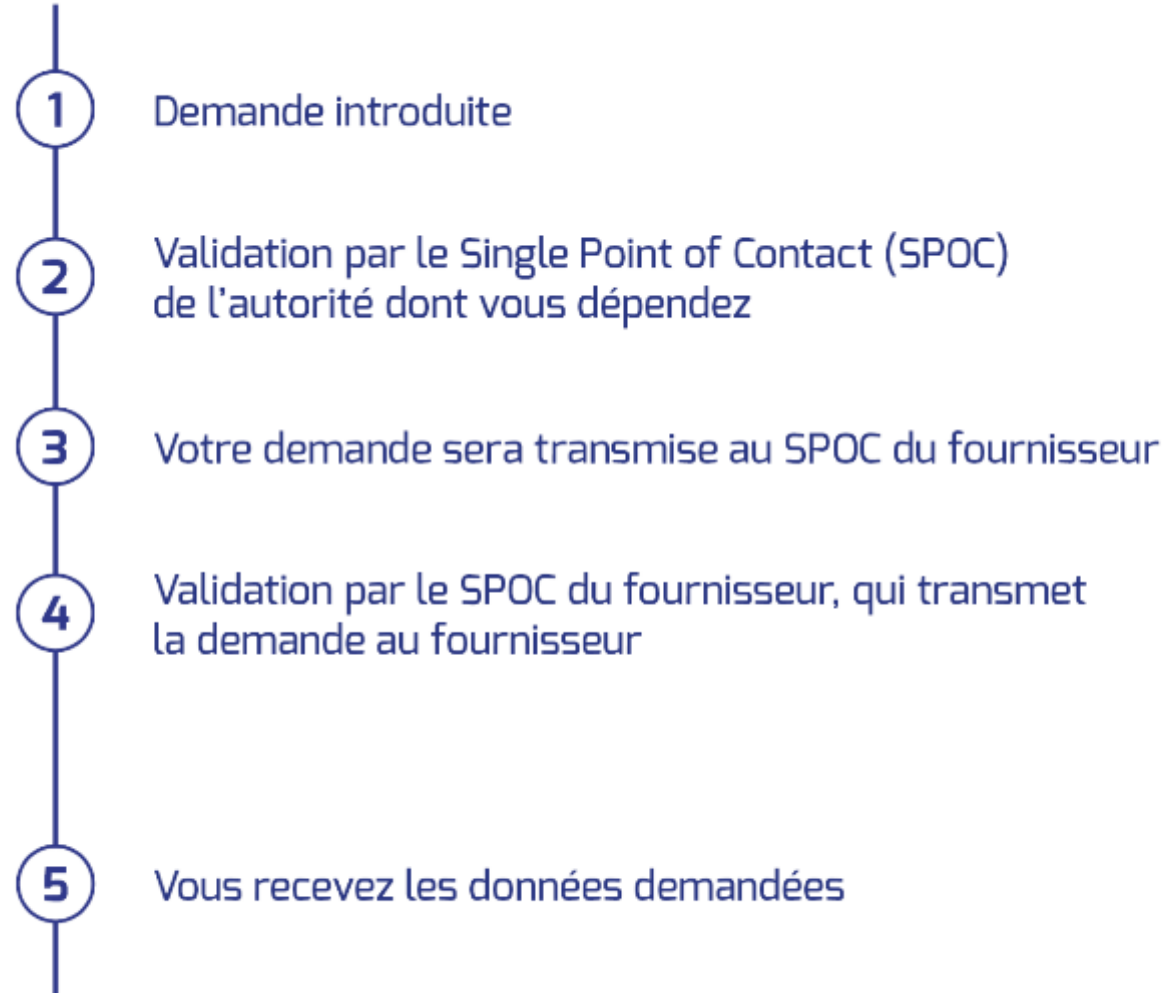 1
Demande introduite
2
Validation par le Single Point of Contact (SPOC)
de l'autorité dont vous dépendez
3
Votre demande sera transmise au SPOC du fournisseur
4
Validation par le SPOC du fournisseur, qui transmet
la demande au fournisseur
5
Vous recevez les données demandées